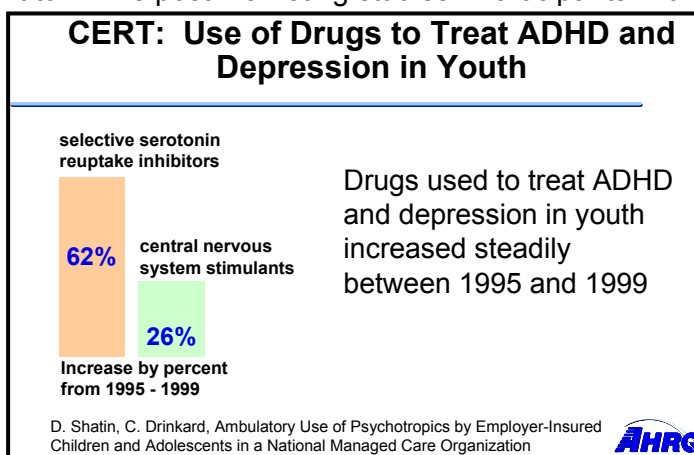 CERT: Use of Drugs to Treat ADHD and
Depression in Youth
selective serotonin
reuptake inhibitors
62%
central nervous
system stimulants
26%
Increase by percent
from 1995 - 1999
Drugs used to treat ADHD
and depression in youth
increased steadily
between 1995 and 1999
D. Shatin, C. Drinkard, Ambulatory Use of Psychotropics by Employer-Insured
Children and Adolescents in a National Managed Care Organization
AHRQ